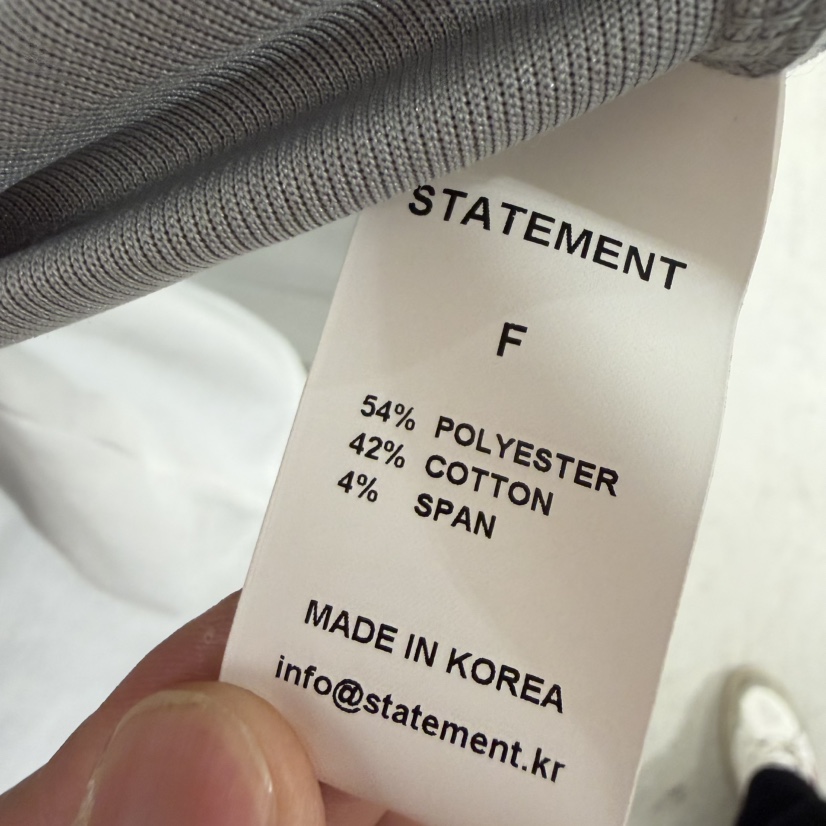 STATEMENT
F
54% POLYESTER
42% COTTON
4% SPAN
MADE IN KOREA
info@statement.kr